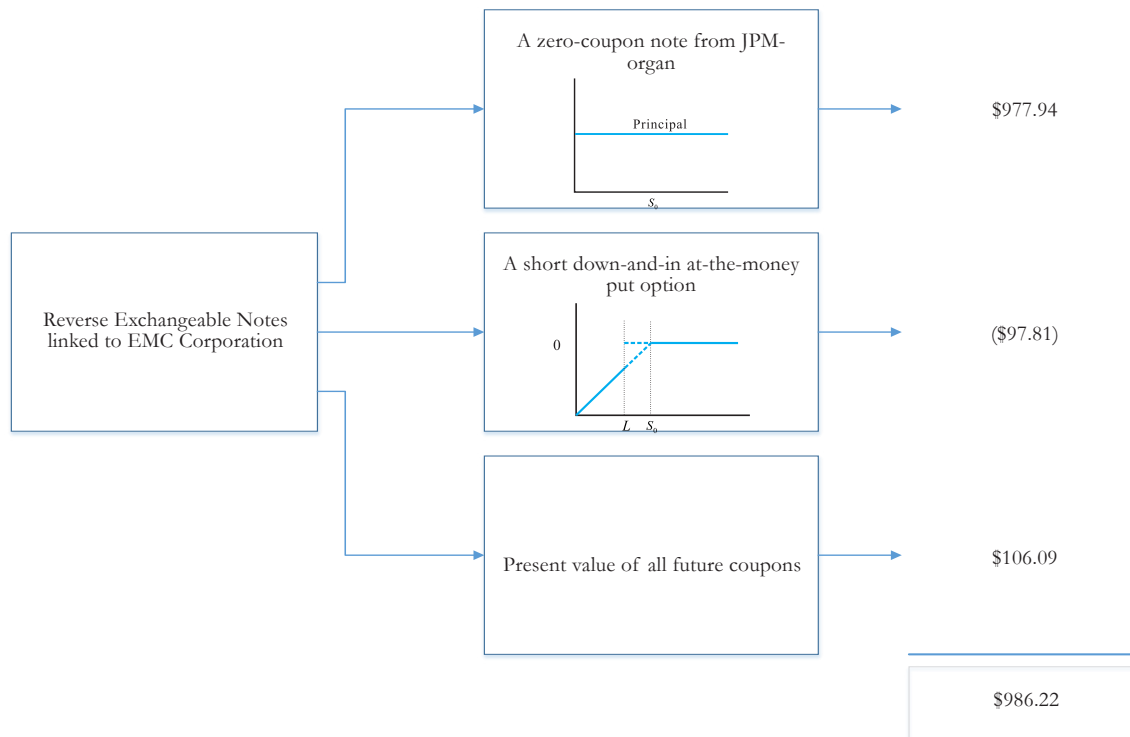 A zero-coupon note from JPM-
organ
Principal
S₀
$977.94
Reverse Exchangeable Notes
linked to EMC Corporation
A short down-and-in at-the-money
put option
0
L S₀
($97.81)
Present value of all future coupons
$106.09
$986.22